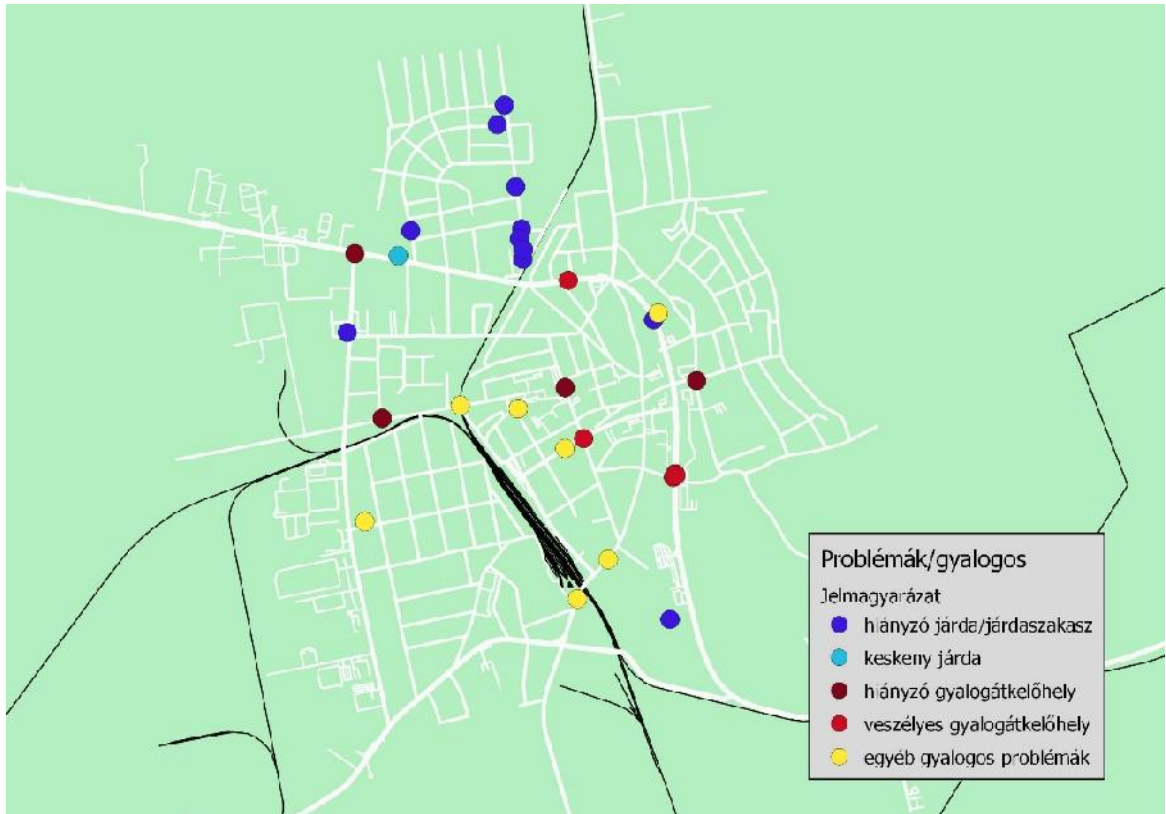 Problémák/gyalogos
Jelmagyarázat
hiányzó járda/járdaszakasz
keskeny járda
hiányzó gyalogátkelőhely
veszélyes gyalogátkelőhely
egyéb gyalogos problémák